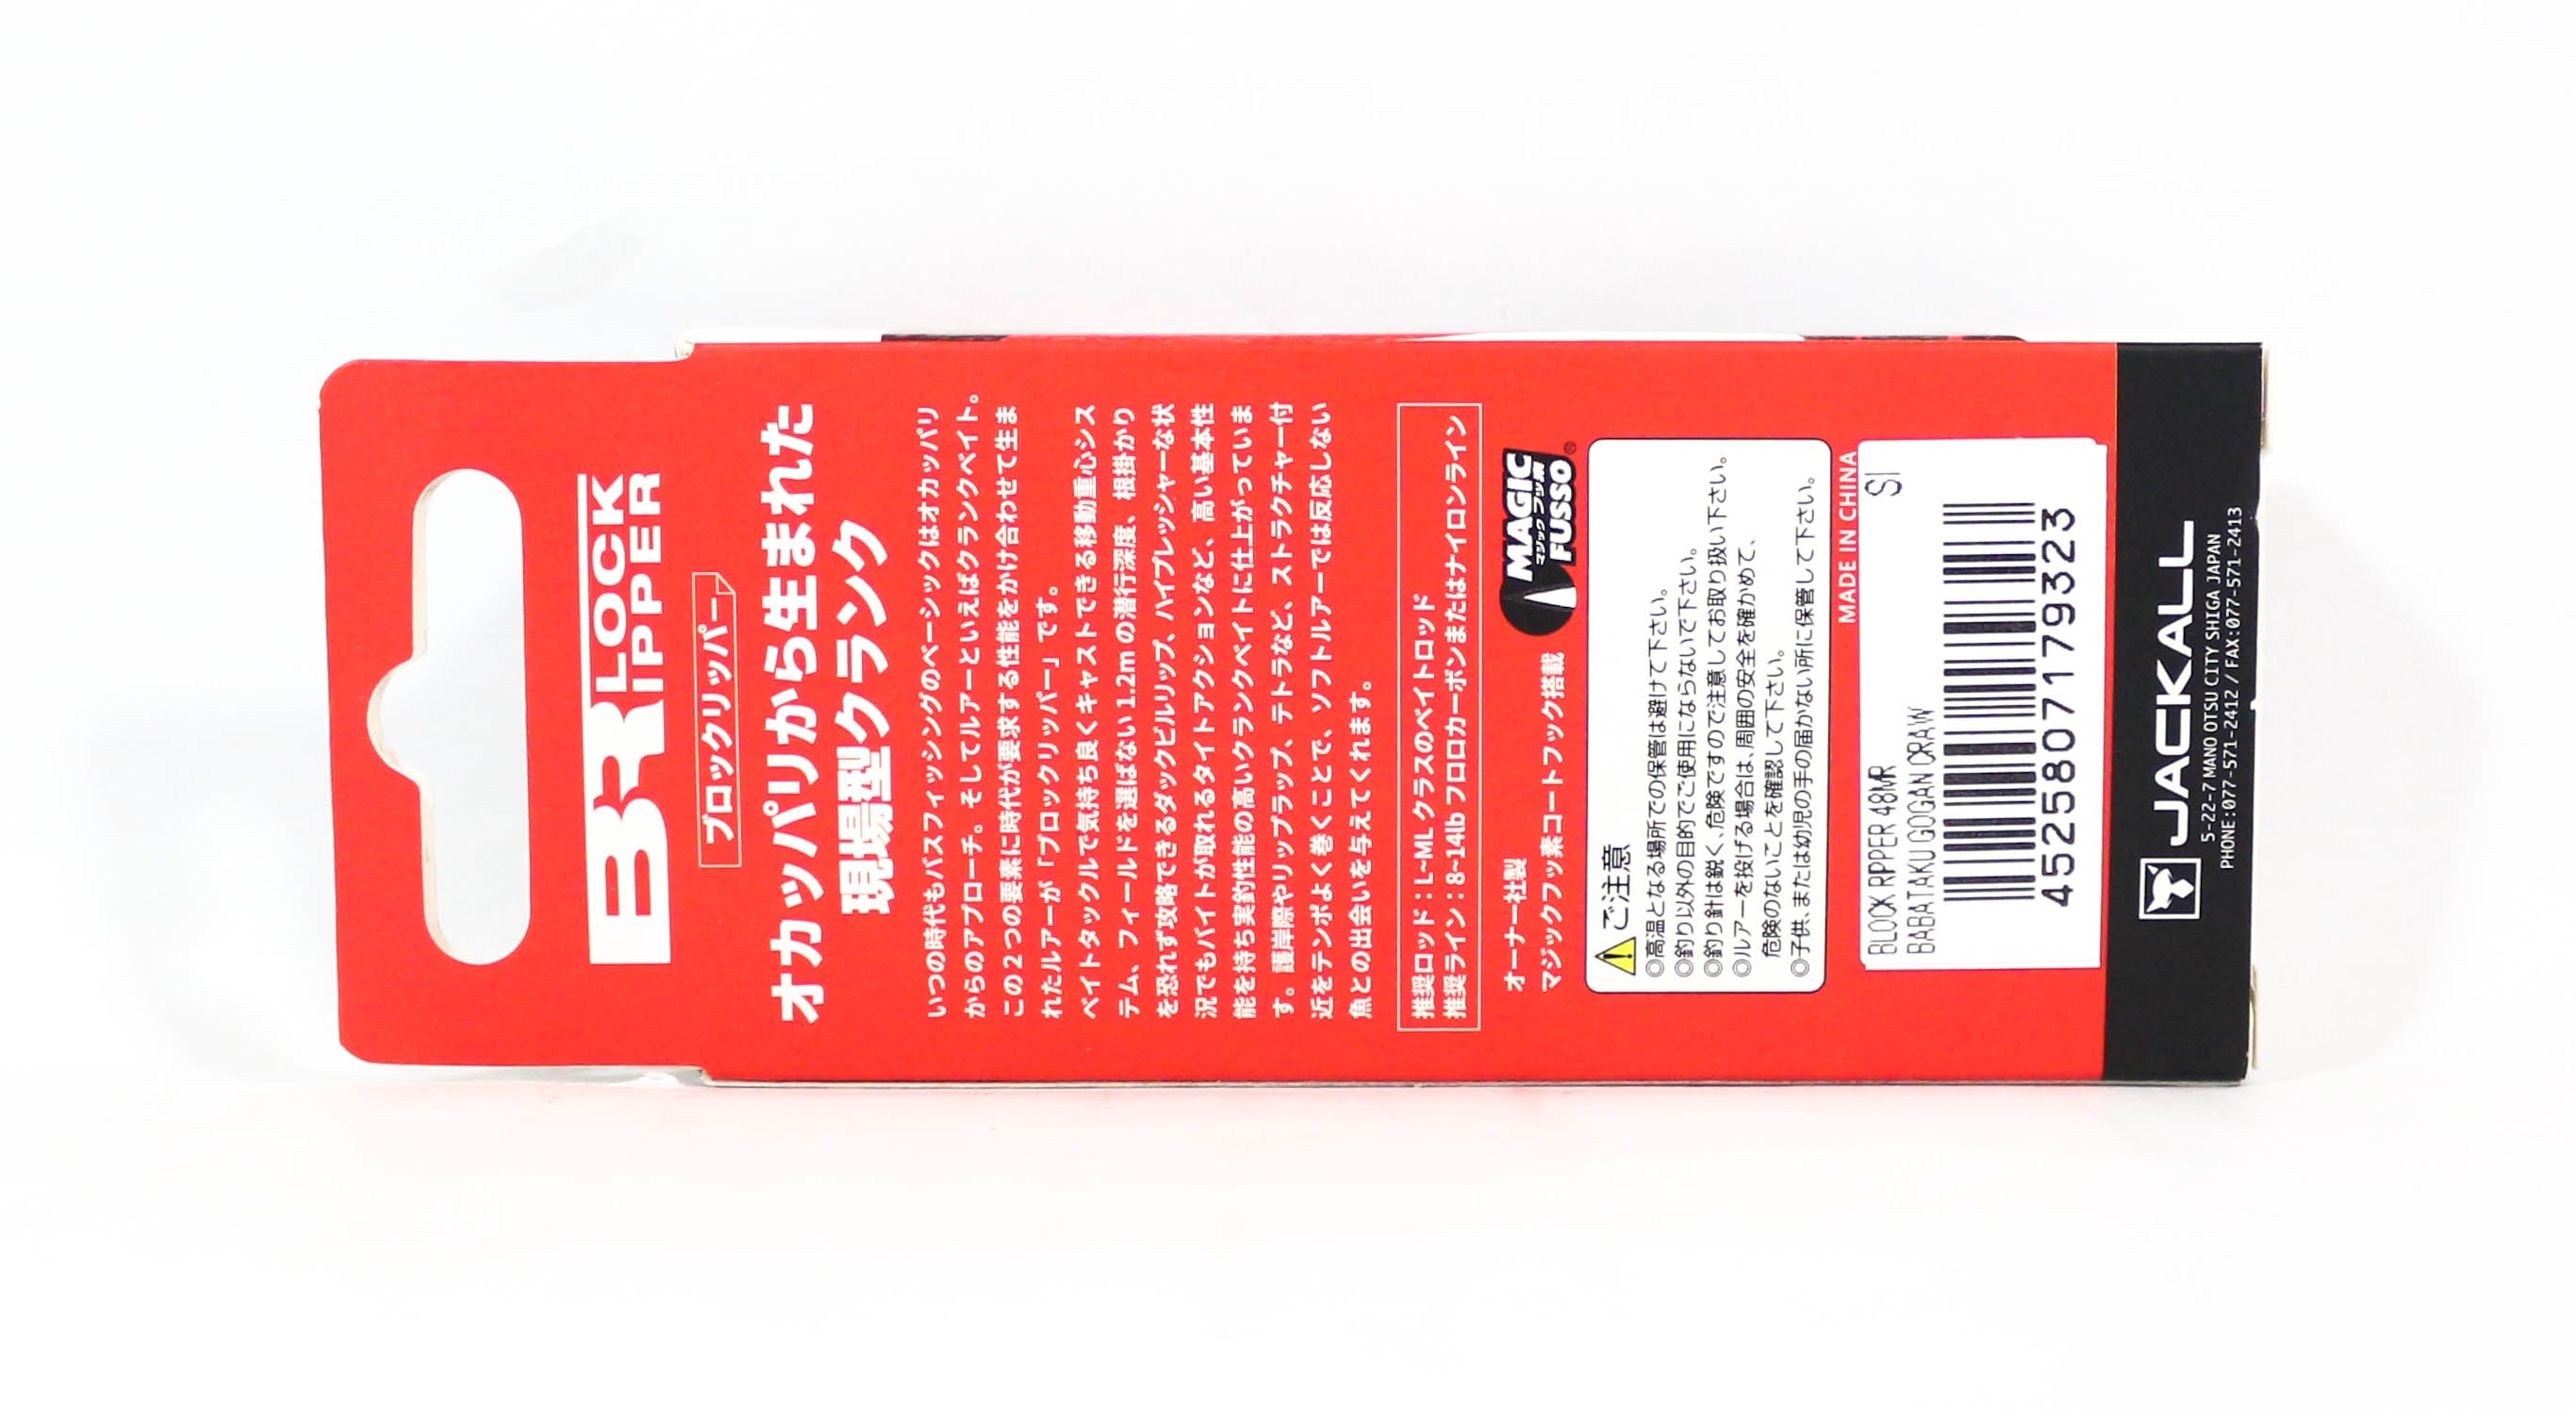 BLOCK
RIPPER
ブロックリッパー
オカッパリから生まれた
現場型クランク
いつの時代もバスフィッシングのベーシックはオカッパリ
からのアプローチ。そしてルアーといえばクランクベイト。
この2つの要素に時代が要求する性能をかけ合わせて生ま
れたルアーが「ブロックリッパー」です。
ベイトタックルで気持ち良くキャストできる移動重心シス
テム、フィールドを選ばない1.2mの潜行深度、根掛かり
を恐れず攻略できるダックビルリップ、ハイプレッシャーな状
況でもバイトが取れるタイトアクションなど、高い基本性
能を持ち実釣性能の高いクランクベイトに仕上がっていま
す。護岸際やリップラップ、テトラなど、ストラクチャー付
近をテンポよく巻くことで、ソフトルアーでは反応しない
魚との出会いを与えてくれます。
推奨ロッド：L~MLクラスのベイトロッド
推奨ライン：8~14lb フロロカーボンまたはナイロンライン
オーナー社製
マジックフッ素コートフック搭載
MAGIC
マジックフッ素
FUSSO®
ご注意
◎高温となる場所での保管は避けて下さい。
◎釣り以外の目的でご使用にならないで下さい。
◎釣り針は鋭く、危険ですので注意してお取り扱い下さい。
◎ルアーを投げる場合は、周囲の安全を確かめて、
危険のないことを確認して下さい。
◎子供、または幼児の手の届かない所に保管して下さい。
MADE IN CHINA
SI
BLOCK RIPPER 48MR
BABATAKU GOGAN CRAW
4525807179323
JACKALL
5-22-7 MANO OTSU CITY SHIGA JAPAN
PHONE:077-571-2412 / FAX:077-571-2413